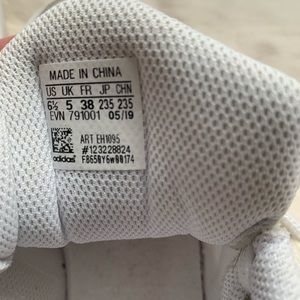 MADE IN CHINA
US UK FR JP CHN
6½ 5 38 235 235
EVN 791001 05/19
ART EH1095
#123228824
F8650Y6W00174
adidas